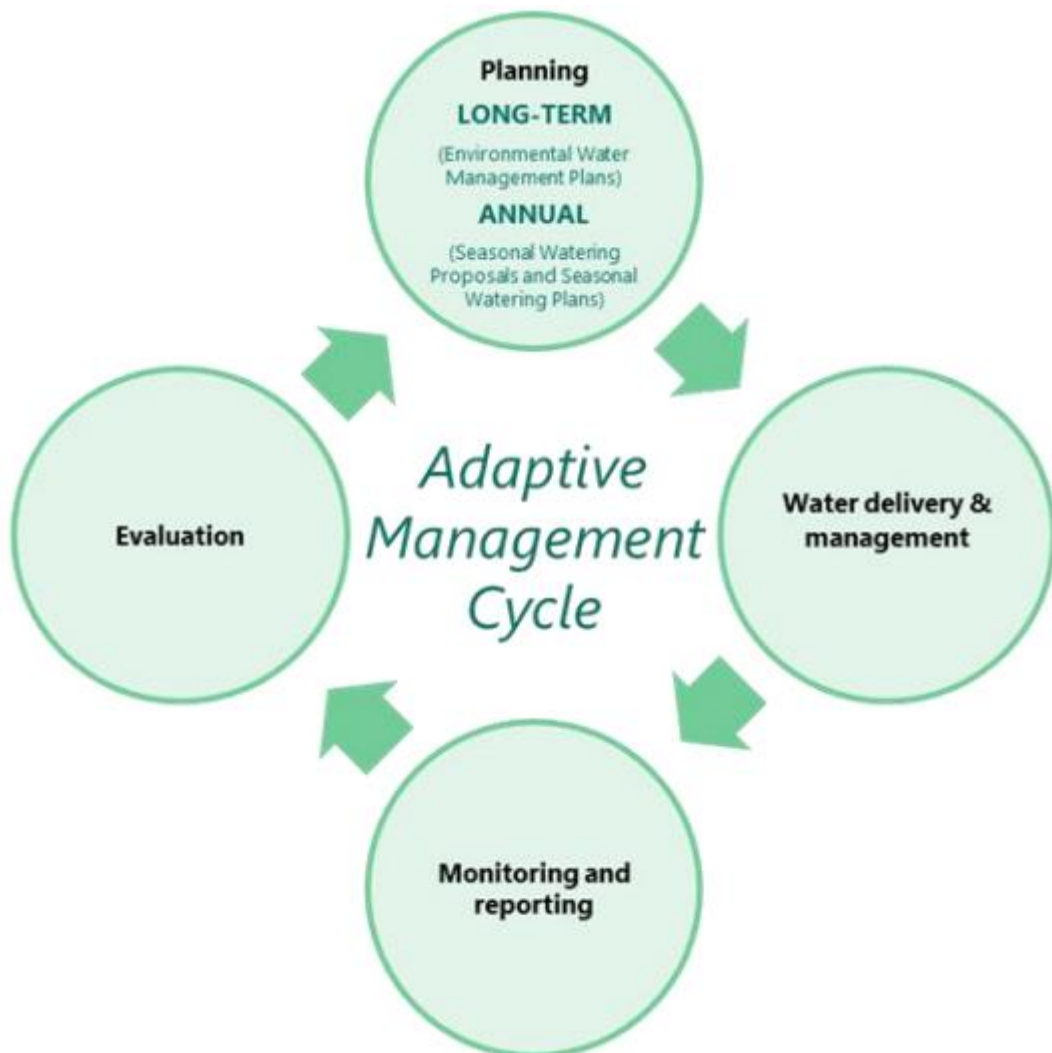 Planning
LONG-TERM
(Environmental Water
Management Plans)
ANNUAL
(Seasonal Watering
Proposals and Seasonal
Watering Plans)
Water delivery &
management
Monitoring and
reporting
Evaluation
Adaptive
Management
Cycle